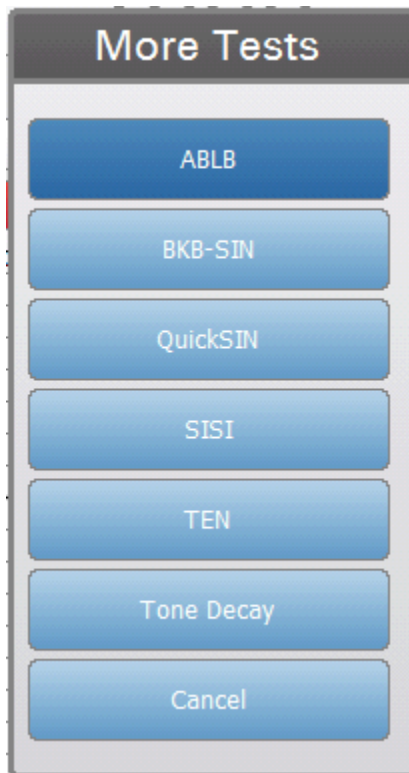 More Tests
ABLB
BKB-SIN
QuickSIN
SISI
TEN
Tone Decay
Cancel